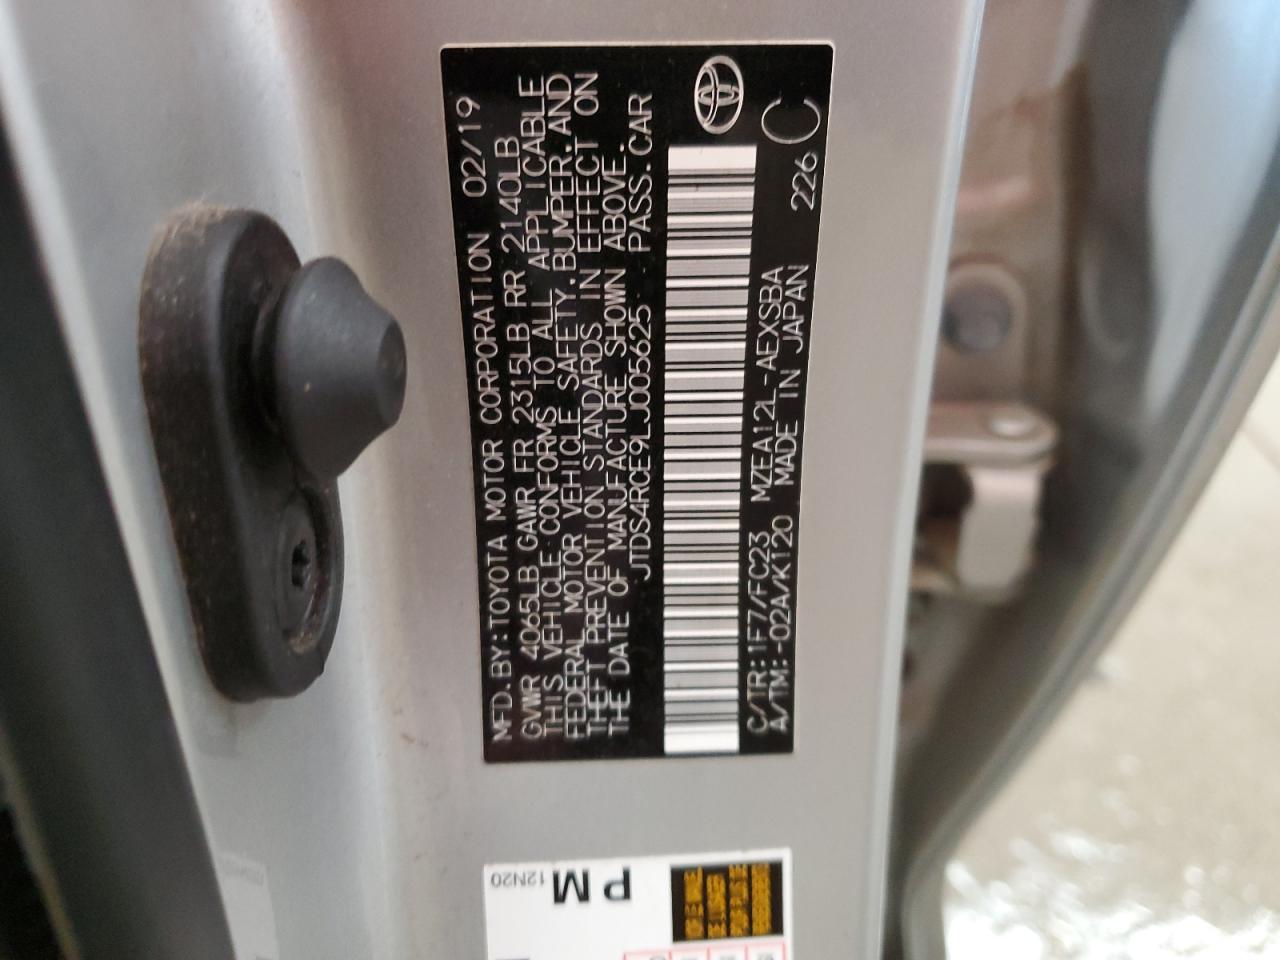 MFD.BY:TOYOTA MOTOR CORPORATION 02/19
GVWR 4065LB GAWR FR 2315LB RR 2140LB
THIS VEHICLE CONFORMS TO ALL APPLICABLE
FEDERAL MOTOR VEHICLE SAFETY,BUMPER,AND
THEFT PREVENTION STANDARDS IN EFFECT ON
THE DATE OF MANUFACTURE SHOWN ABOVE.
JTDS4RCE9LJ005625 PASS.CAR
C/TR:1F7/FC23 MZEA12L-AEXSBA 226
A/TM:-02A/K120 MADE IN JAPAN
C
12N20
PM